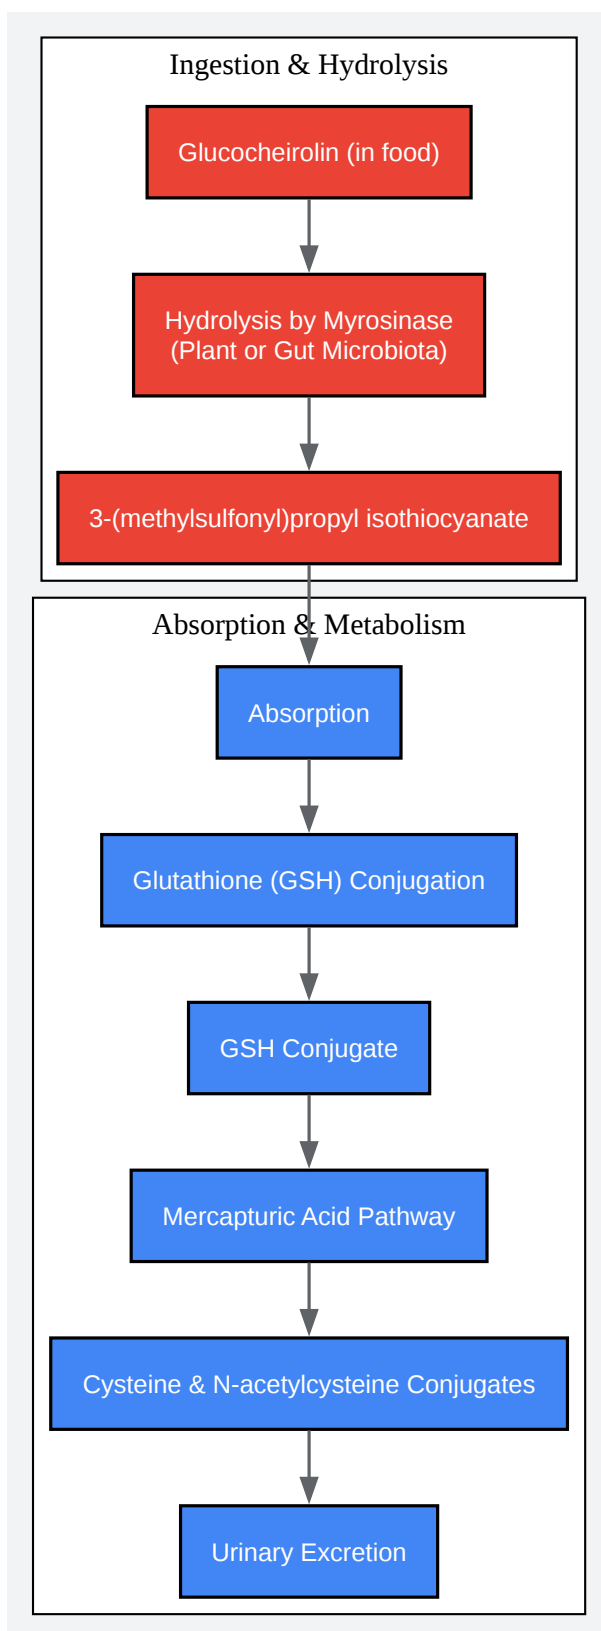 Ingestion & Hydrolysis
Glucocheirolin (in food)
Hydrolysis by Myrosinase
(Plant or Gut Microbiota)
3-(methylsulfonyl)propyl isothiocyanate
Absorption & Metabolism
Absorption
Glutathione (GSH) Conjugation
GSH Conjugate
Mercapturic Acid Pathway
Cysteine & N-acetylcysteine Conjugates
Urinary Excretion